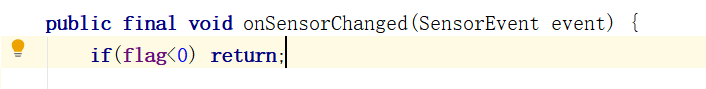 public final void onSensorChanged(SensorEvent event) {
if(flag<0) return;